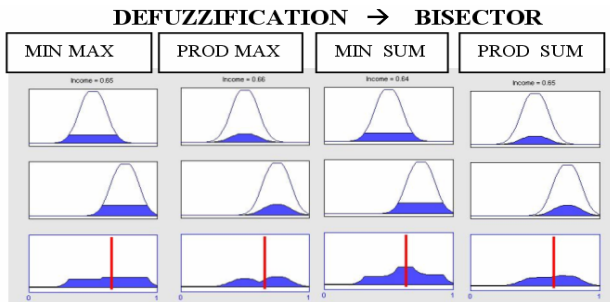 DEFUZZIFICATION → BISECTOR
MIN MAX PROD MAX MIN SUM PROD SUM
Income = 0.65 Income = 0.66 Income = 0.64 Income = 0.65
0 1 0 1 0 1 0 1